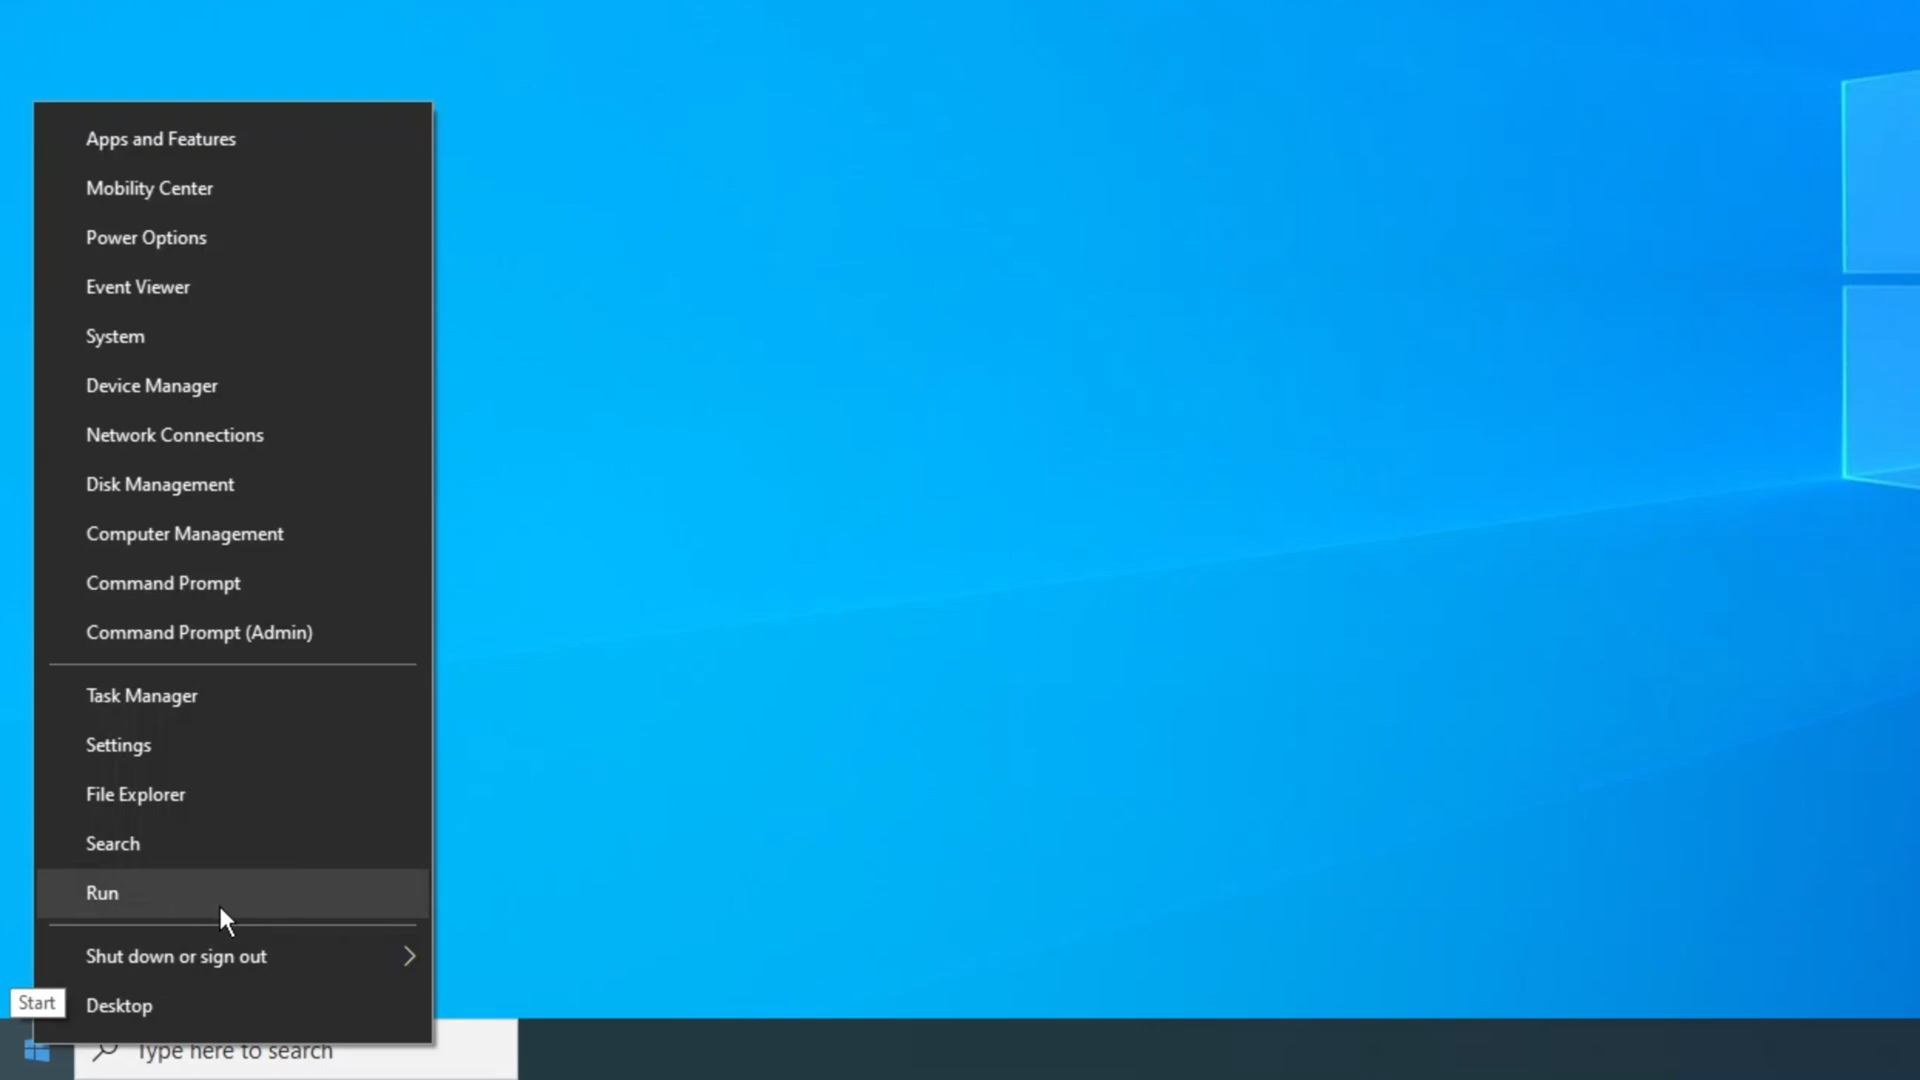 Apps and Features
Mobility Center
Power Options
Event Viewer
System
Device Manager
Network Connections
Disk Management
Computer Management
Command Prompt
Command Prompt (Admin)
Task Manager
Settings
File Explorer
Search
Run
Shut down or sign out
Desktop
Start
Type here to search